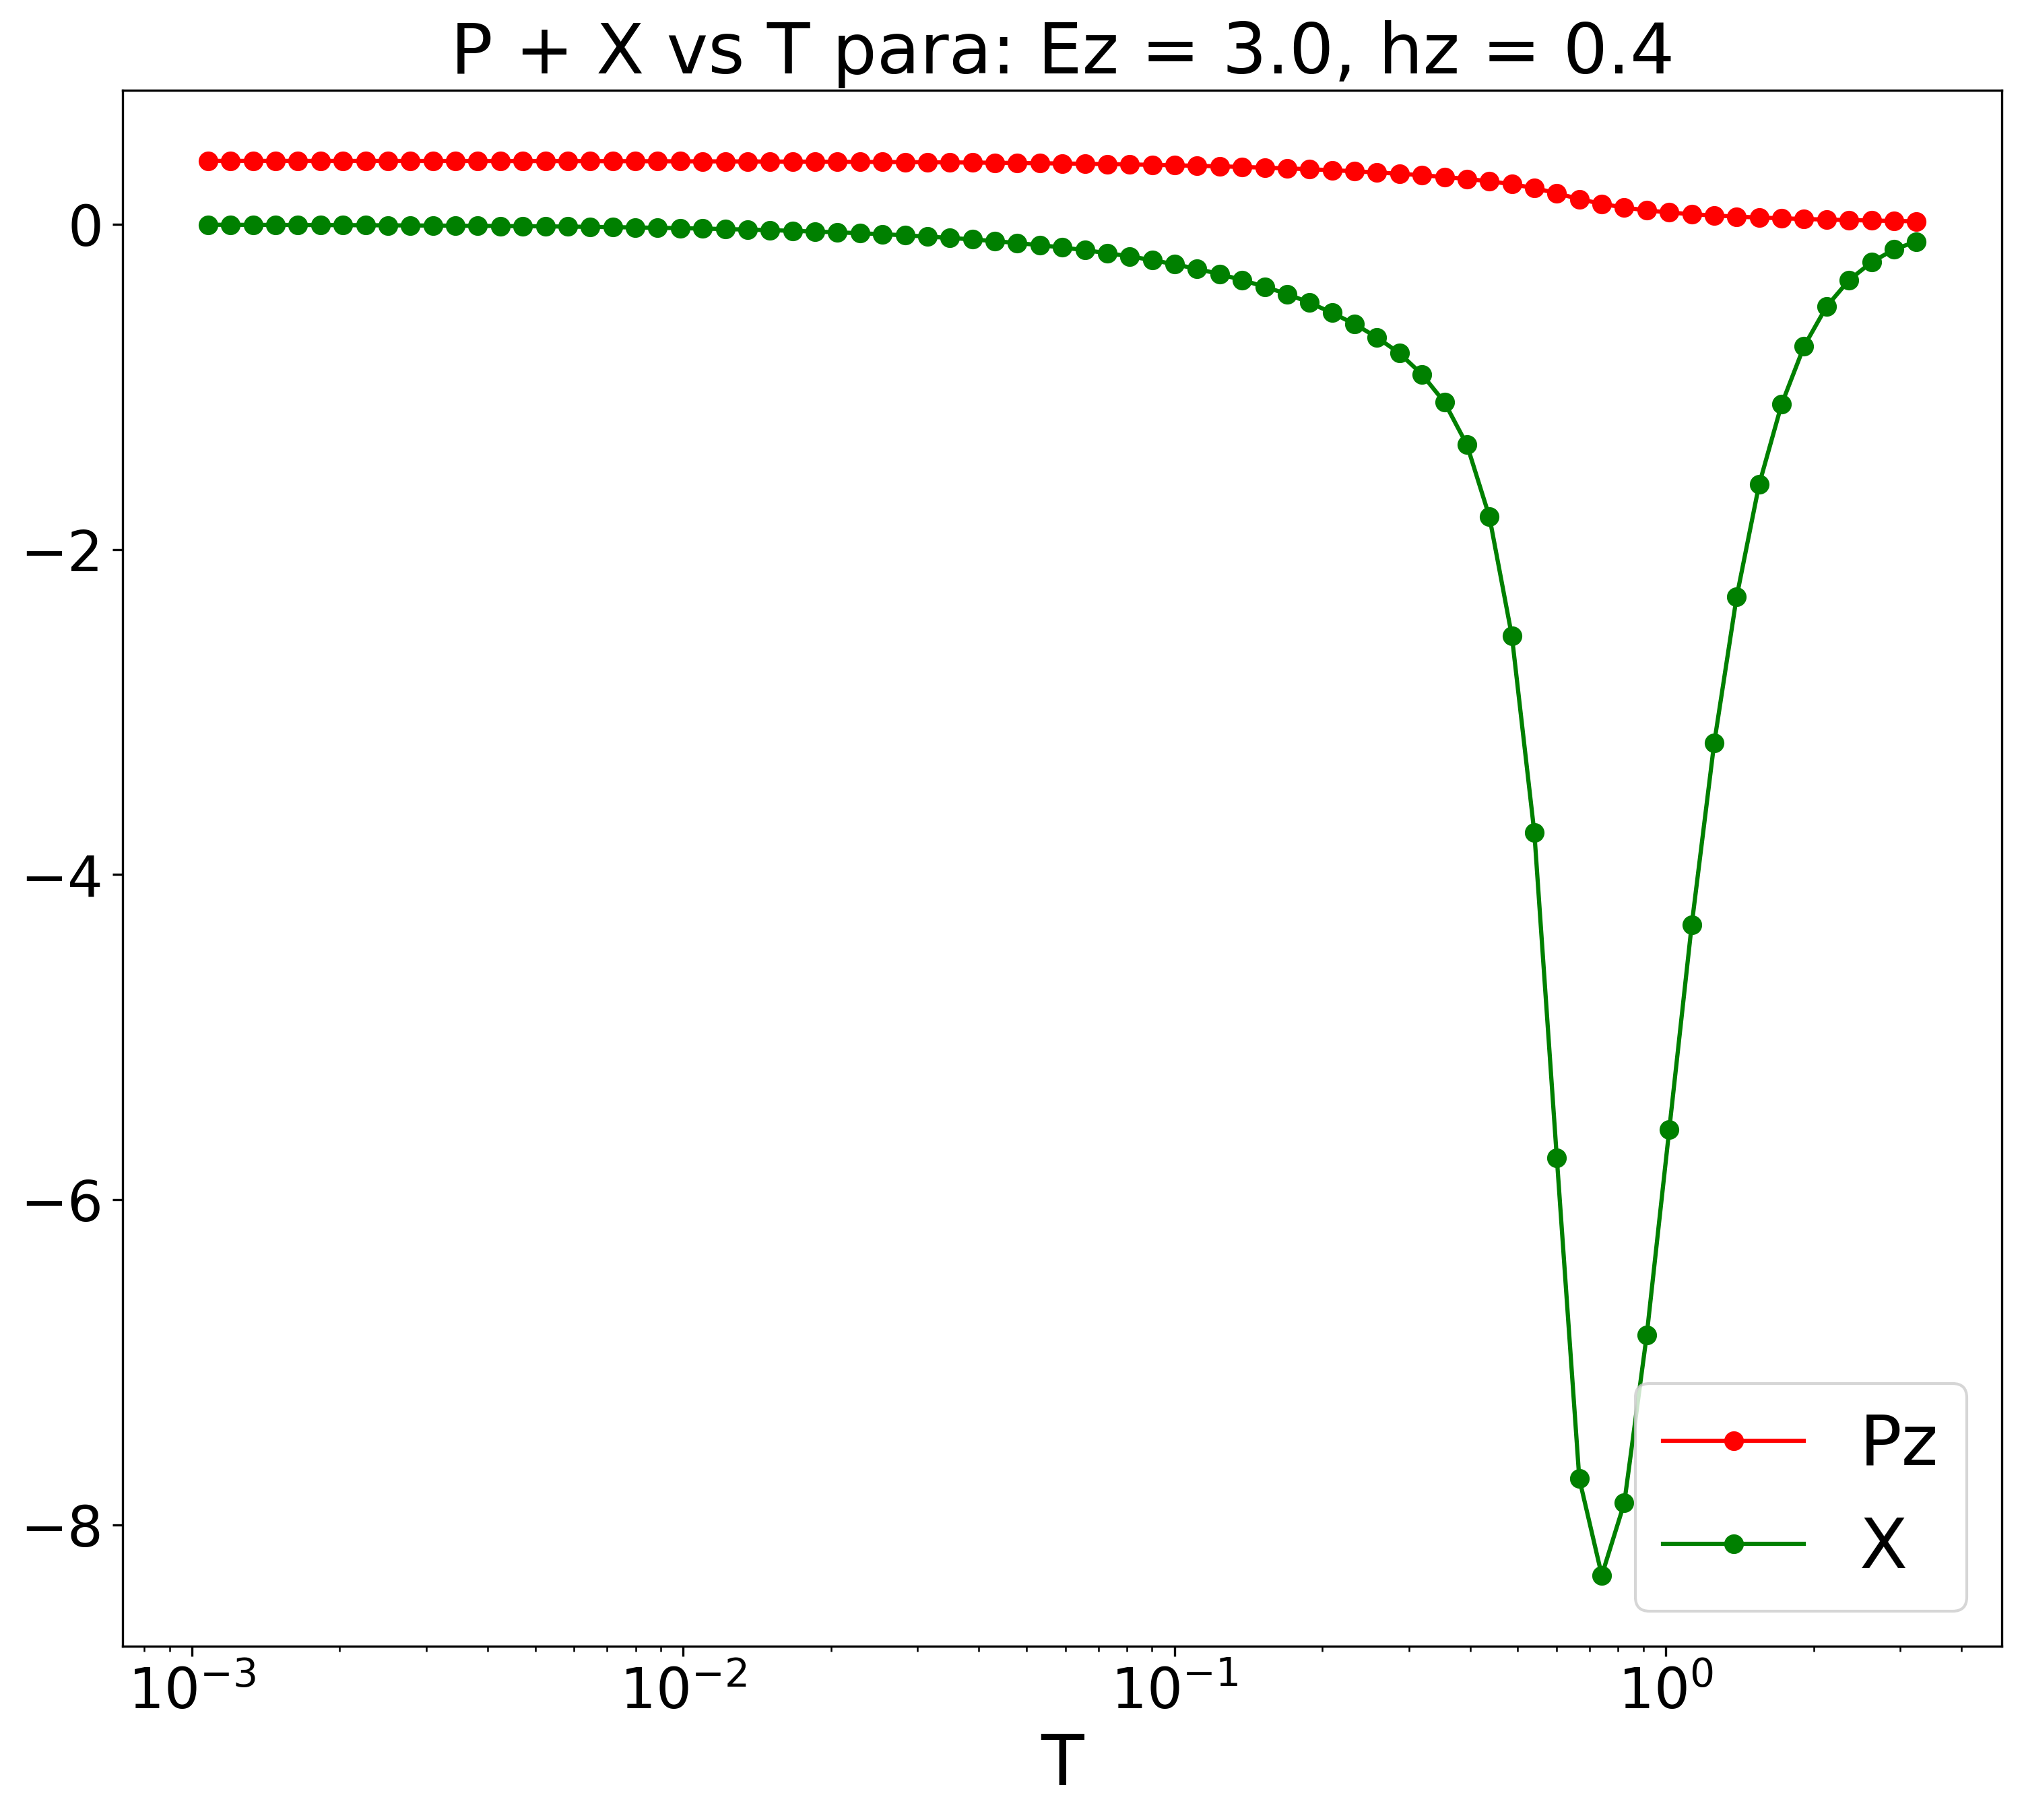 P + X vs T para: Ez = 3.0, hz = 0.4
0
−2
−4
−6
−8
Pz
X
10⁻³ 10⁻² 10⁻¹ 10⁰
T